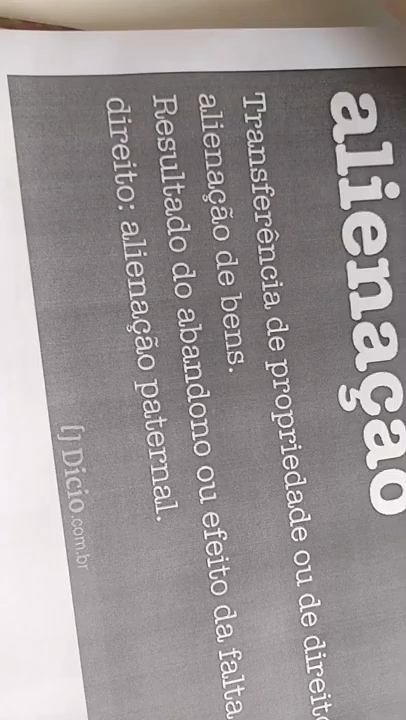 alienação
Transferência de propriedade ou de direit
alienação de bens.
Resultado do abandono ou efeito da falta
direito: alienação paternal.
Dicio.com.br